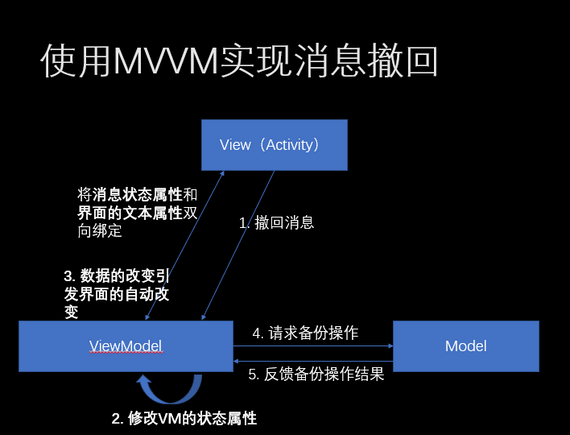 使用MVVM实现消息撤回
View（Activity）
将消息状态属性和
界面的文本属性双
向绑定
1. 撤回消息
3. 数据的改变引
发界面的自动改
变
ViewModel
4. 请求备份操作
Model
5. 反馈备份操作结果
2. 修改VM的状态属性